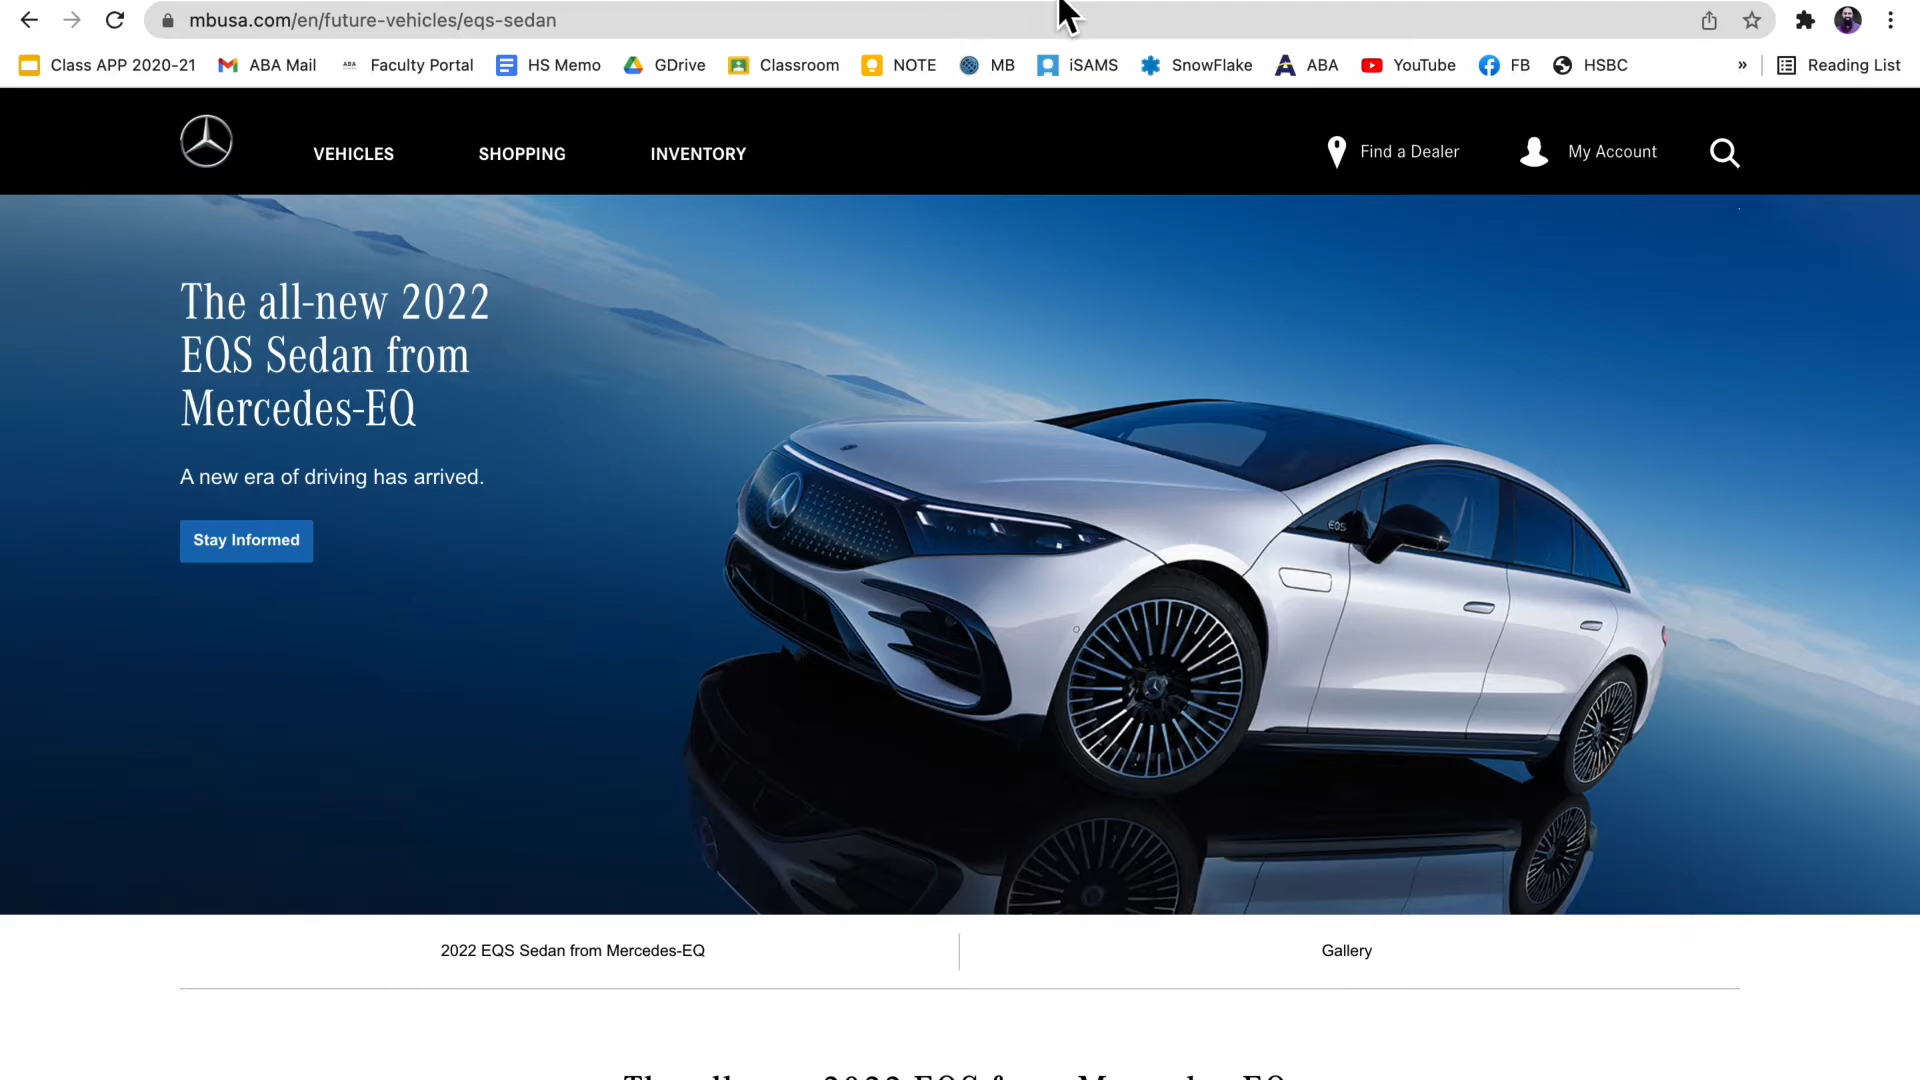 mbusa.com/en/future-vehicles/eqs-sedan
Class APP 2020-21 ABA Mail ABA Faculty Portal HS Memo GDrive Classroom NOTE MB iSAMS SnowFlake ABA YouTube FB HSBC » Reading List
VEHICLES SHOPPING INVENTORY Find a Dealer My Account
The all-new 2022
EQS Sedan from
Mercedes-EQ
A new era of driving has arrived.
Stay Informed
EQS
2022 EQS Sedan from Mercedes-EQ Gallery